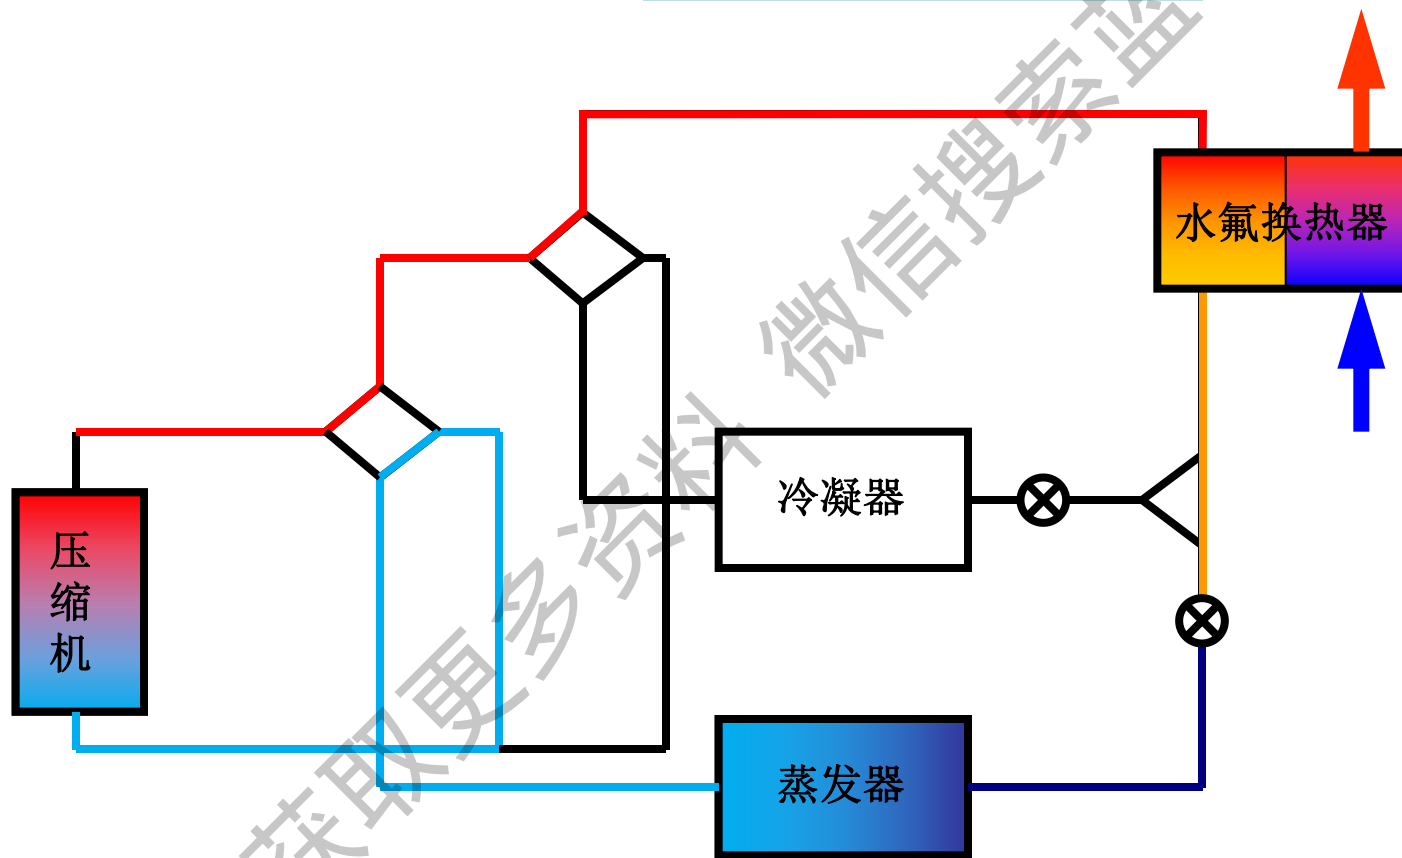 水氟换热器
冷凝器
压
缩
机
蒸发器
获取更多资料 微信搜索蓝